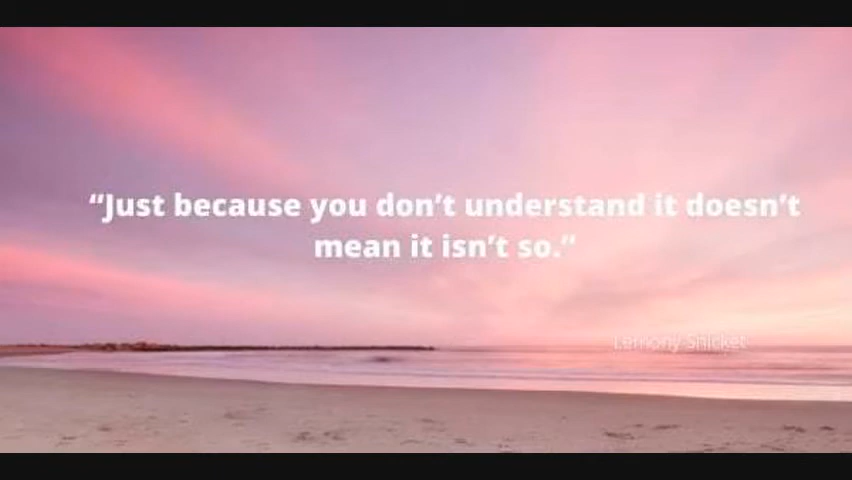 “Just because you don’t understand it doesn’t
mean it isn’t so.”
Lemony Snicket